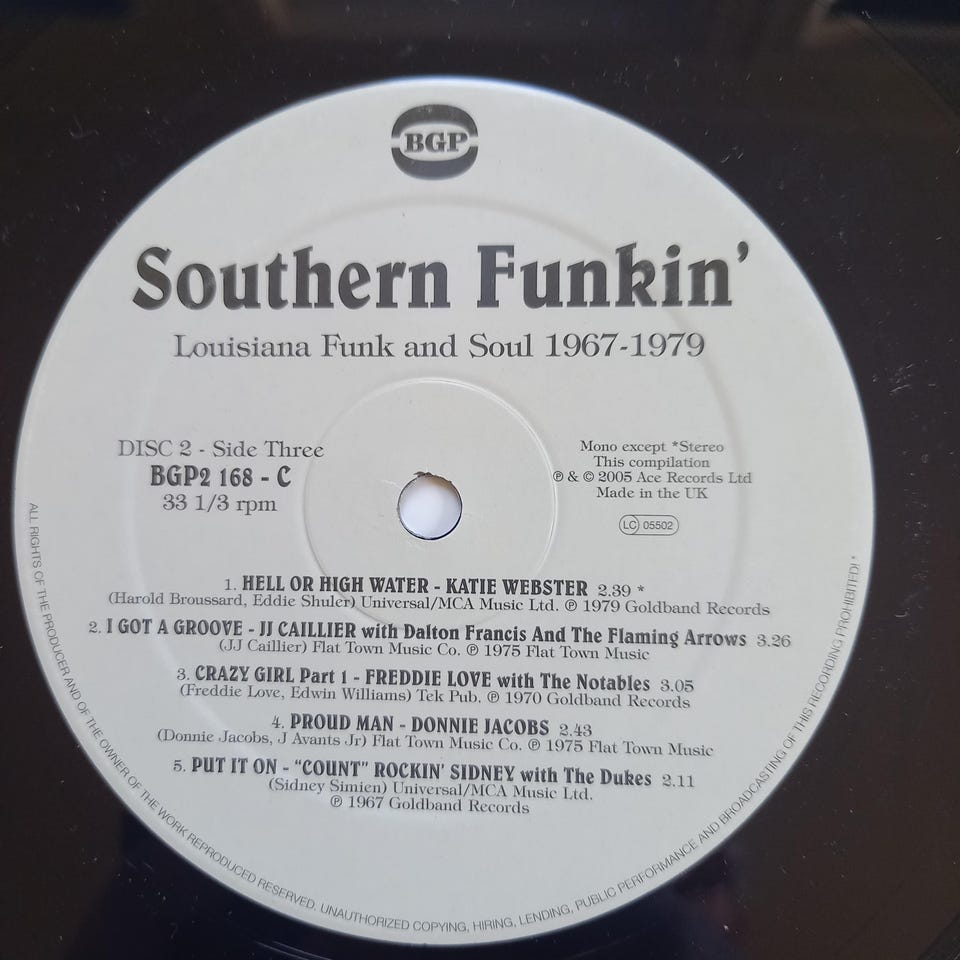 BGP
Southern Funkin'
Louisiana Funk and Soul 1967-1979
DISC 2 - Side Three
BGP2 168 - C
33 1/3 rpm
Mono except *Stereo
This compilation
℗ & © 2005 Ace Records Ltd
Made in the UK
LC 05502
1. HELL OR HIGH WATER - KATIE WEBSTER 2.39 *
(Harold Broussard, Eddie Shuler) Universal/MCA Music Ltd. ℗ 1979 Goldband Records
2. I GOT A GROOVE - JJ CAILLIER with Dalton Francis And The Flaming Arrows 3.26
(JJ Caillier) Flat Town Music Co. ℗ 1975 Flat Town Music
3. CRAZY GIRL Part 1 - FREDDIE LOVE with The Notables 3.05
(Freddie Love, Edwin Williams) Tek Pub. ℗ 1970 Goldband Records
4. PROUD MAN - DONNIE JACOBS 2.43
(Donnie Jacobs, J Avants Jr) Flat Town Music Co. ℗ 1975 Flat Town Music
5. PUT IT ON - "COUNT" ROCKIN' SIDNEY with The Dukes 2.11
(Sidney Simien) Universal/MCA Music Ltd.
℗ 1967 Goldband Records
ALL RIGHTS OF THE PRODUCER AND OF THE OWNER OF THE WORK REPRODUCED RESERVED. UNAUTHORIZED COPYING, HIRING, LENDING, PUBLIC PERFORMANCE AND BROADCASTING OF THIS RECORDING PROHIBITED! *